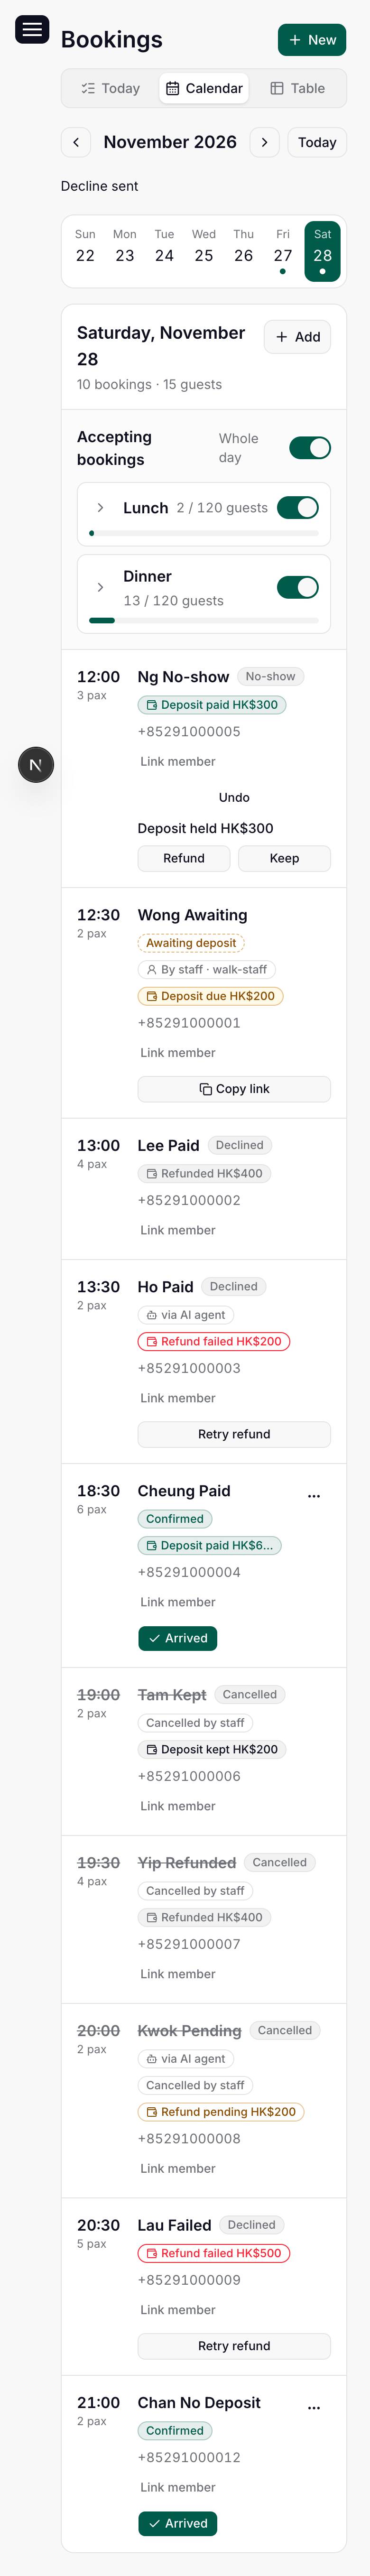 Bookings
New
Today
Calendar
Table
November 2026
Today
Decline sent
Sun Mon Tue Wed Thu Fri Sat
22 23 24 25 26 27 28
Saturday, November
28
Add
10 bookings · 15 guests
Accepting
bookings
Whole
day
Lunch 2 / 120 guests
Dinner
13 / 120 guests
12:00 Ng No-show No-show
3 pax
Deposit paid HK$300
+85291000005
Link member
Undo
N
Deposit held HK$300
Refund Keep
12:30 Wong Awaiting
2 pax
Awaiting deposit
By staff · walk-staff
Deposit due HK$200
+85291000001
Link member
Copy link
13:00 Lee Paid Declined
4 pax
Refunded HK$400
+85291000002
Link member
13:30 Ho Paid Declined
2 pax
via AI agent
Refund failed HK$200
+85291000003
Link member
Retry refund
18:30 Cheung Paid ...
6 pax
Confirmed
Deposit paid HK$6...
+85291000004
Link member
Arrived
19:00 Tam Kept Cancelled
2 pax
Cancelled by staff
Deposit kept HK$200
+85291000006
Link member
19:30 Yip Refunded Cancelled
4 pax
Cancelled by staff
Refunded HK$400
+85291000007
Link member
20:00 Kwok Pending Cancelled
2 pax
via AI agent
Cancelled by staff
Refund pending HK$200
+85291000008
Link member
20:30 Lau Failed Declined
5 pax
Refund failed HK$500
+85291000009
Link member
Retry refund
21:00 Chan No Deposit ...
2 pax
Confirmed
+85291000012
Link member
Arrived